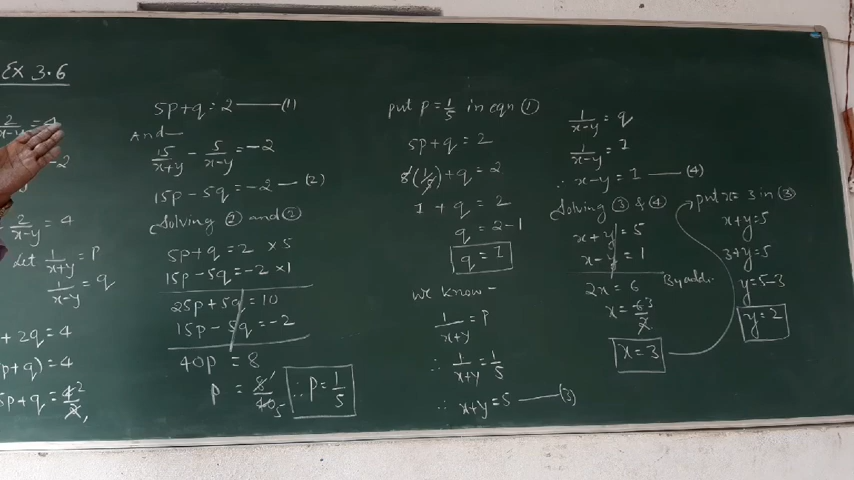 EX 3.6
2/x-y = 4
-2
2/x-y = 4
Let 1/x+y = P
1/x-y = q
+ 2q = 4
p+q) = 4
5p+q = 4 2/2,
5p+q = 2 —— (1)
And—
15/x+y - 5/x-y = -2
15p-5q = -2 — (2)
Solving ② and ②
5p+q = 2 ×5
15p-5q = -2 ×1
25p+5q = 10
15p-5q = -2
40p = 8
P = 8 1/40 5 ∴ P = 1/5
put P = 1/5 in eqn ①
5p+q = 2
5(1/5)+q = 2
1 + q = 2
q = 2-1
q = 1
we know -
1/x+y = P
∴ 1/x+y = 1/5
∴ x+y = 5 —— (3)
1/x-y = q
1/x-y = 1
∴ x-y = 1 —— (4)
Solving ③ & ④
x+y = 5
x-y = 1
By addi.
2x = 6
x = 6 3/2
x = 3
put x = 3 in ③
x+y = 5
3+y = 5
y = 5-3
y = 2